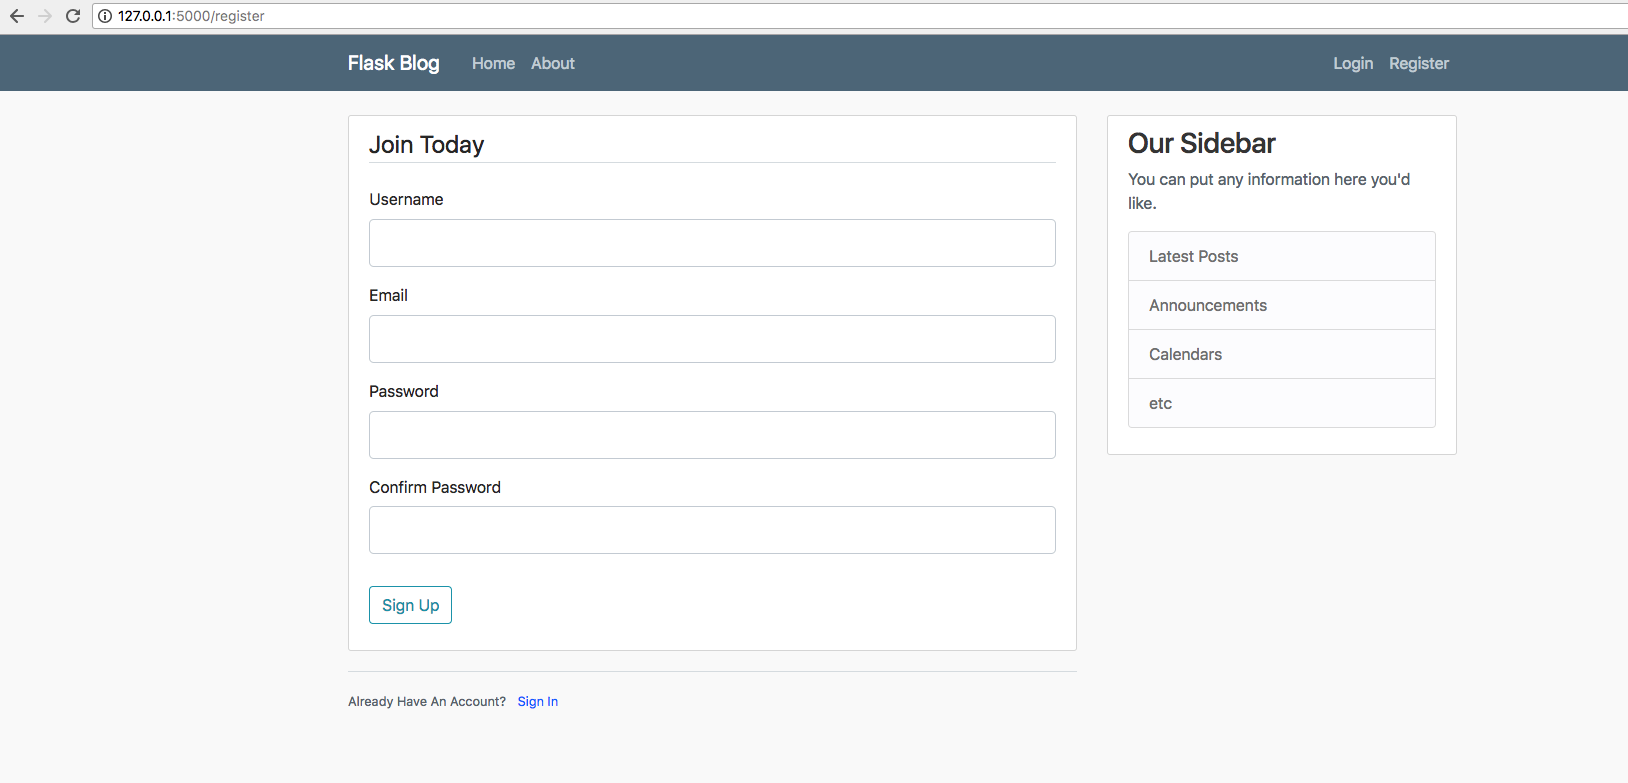 127.0.0.1:5000/register
Flask Blog Home About Login Register
Join Today
Username
Email
Password
Confirm Password
Sign Up
Already Have An Account? Sign In
Our Sidebar
You can put any information here you'd
like.
Latest Posts
Announcements
Calendars
etc